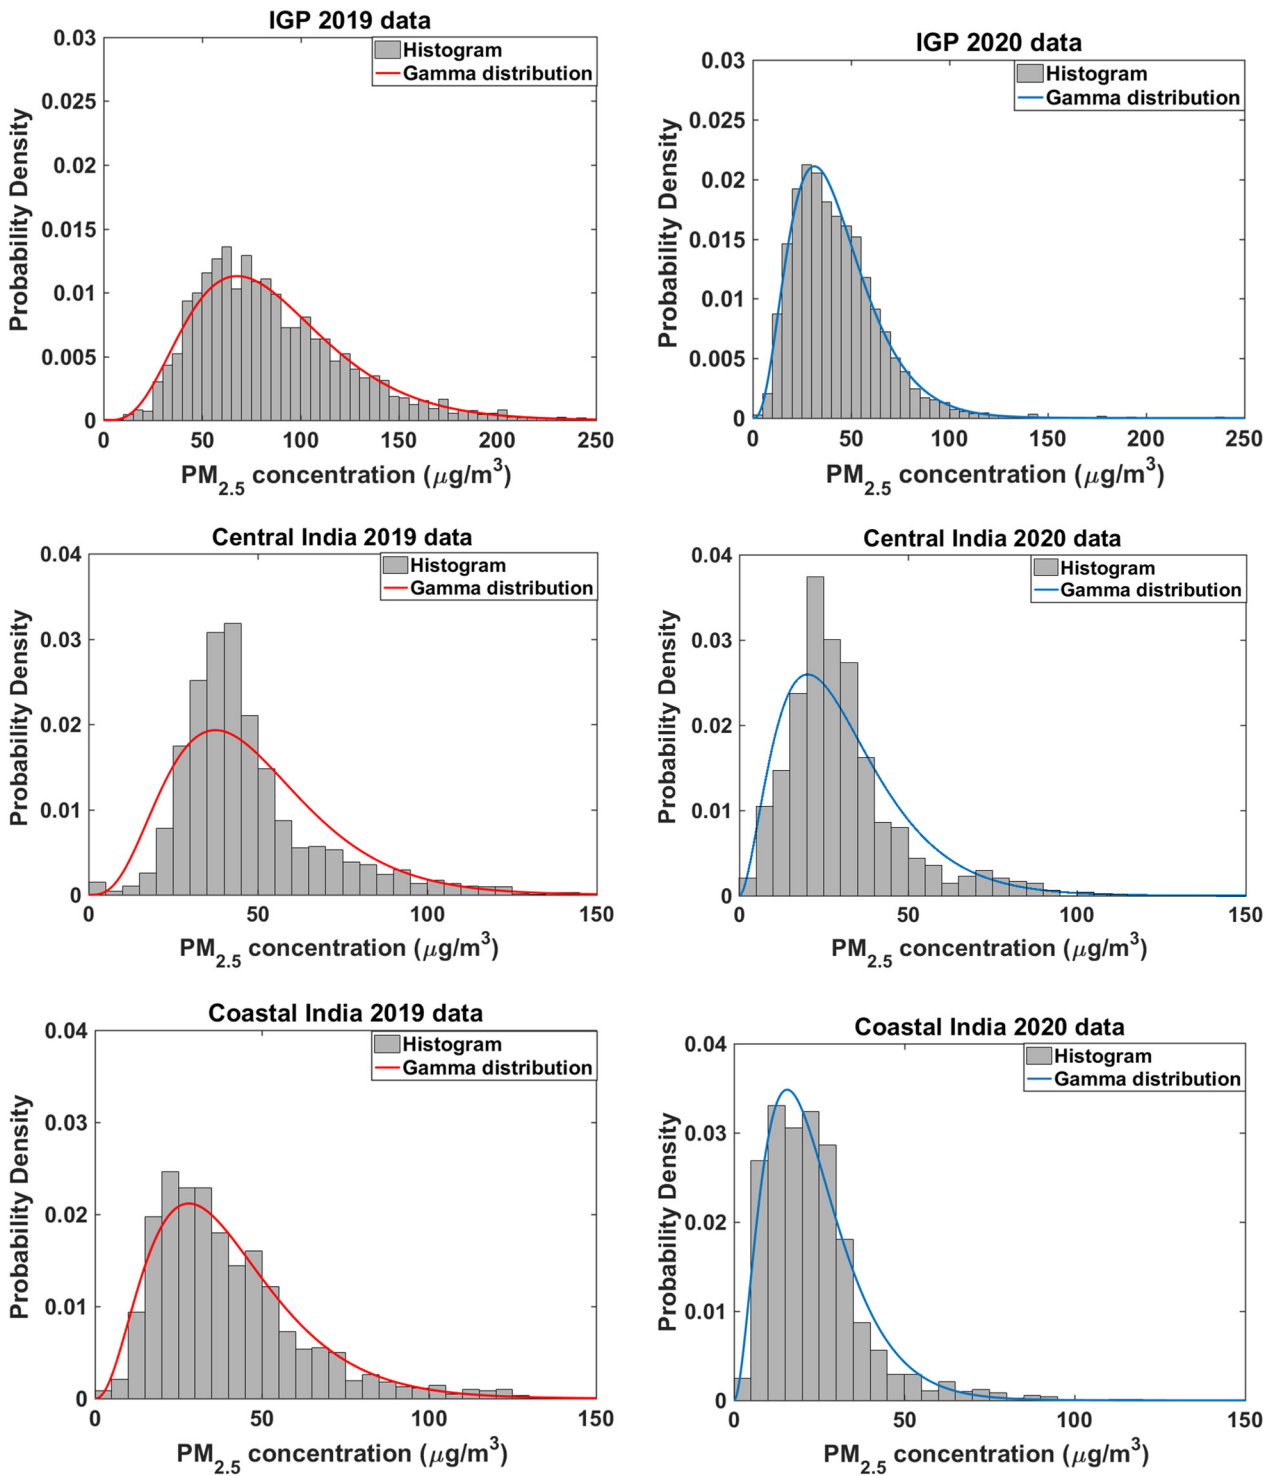 IGP 2019 data
0.03
0.025
0.02
0.015
0.01
0.005
0
Probability Density
Histogram
Gamma distribution
0 50 100 150 200 250
PM2.5 concentration (μg/m3)
IGP 2020 data
0.03
0.025
0.02
0.015
0.01
0.005
0
Probability Density
Histogram
Gamma distribution
0 50 100 150 200 250
PM2.5 concentration (μg/m3)
Central India 2019 data
0.04
0.03
0.02
0.01
0
Probability Density
Histogram
Gamma distribution
0 50 100 150
PM2.5 concentration (μg/m3)
Central India 2020 data
0.04
0.03
0.02
0.01
0
Probability Density
Histogram
Gamma distribution
0 50 100 150
PM2.5 concentration (μg/m3)
Coastal India 2019 data
0.04
0.03
0.02
0.01
0
Probability Density
Histogram
Gamma distribution
0 50 100 150
PM2.5 concentration (μg/m3)
Coastal India 2020 data
0.04
0.03
0.02
0.01
0
Probability Density
Histogram
Gamma distribution
0 50 100 150
PM2.5 concentration (μg/m3)